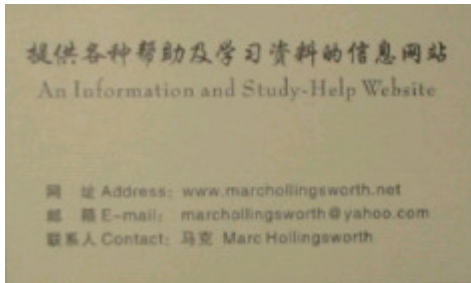 提供各种帮助及学习资料的信息网站
An Information and Study-Help Website
网 址 Address: www.marchollingsworth.net
邮 箱 E-mail: marchollingsworth@yahoo.com
联系人 Contact: 马克 Marc Hollingsworth